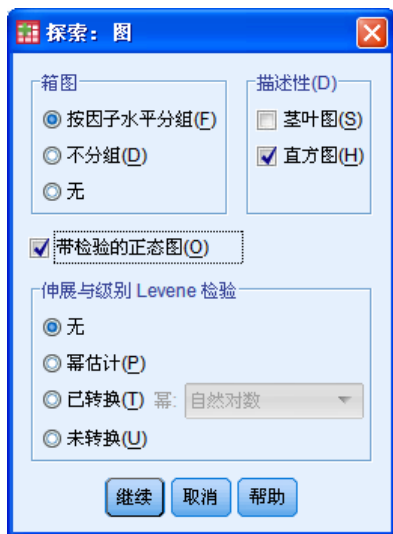 探索：图
箱图
按因子水平分组(F)
不分组(D)
无
描述性(D)
茎叶图(S)
直方图(H)
带检验的正态图(O)
伸展与级别 Levene 检验
无
幂估计(P)
已转换(T) 幂: 自然对数
未转换(U)
继续 取消 帮助